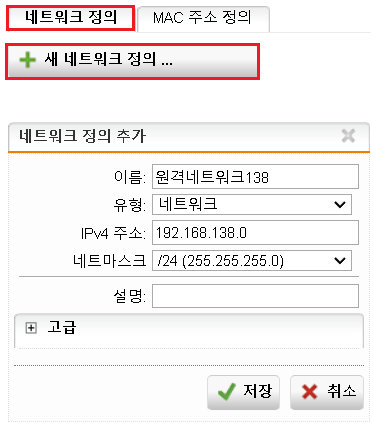 네트워크 정의 MAC 주소 정의
새 네트워크 정의 ...
네트워크 정의 추가
이름: 원격네트워크138
유형: 네트워크
IPv4 주소: 192.168.138.0
네트마스크 /24 (255.255.255.0)
설명:
고급
저장 취소